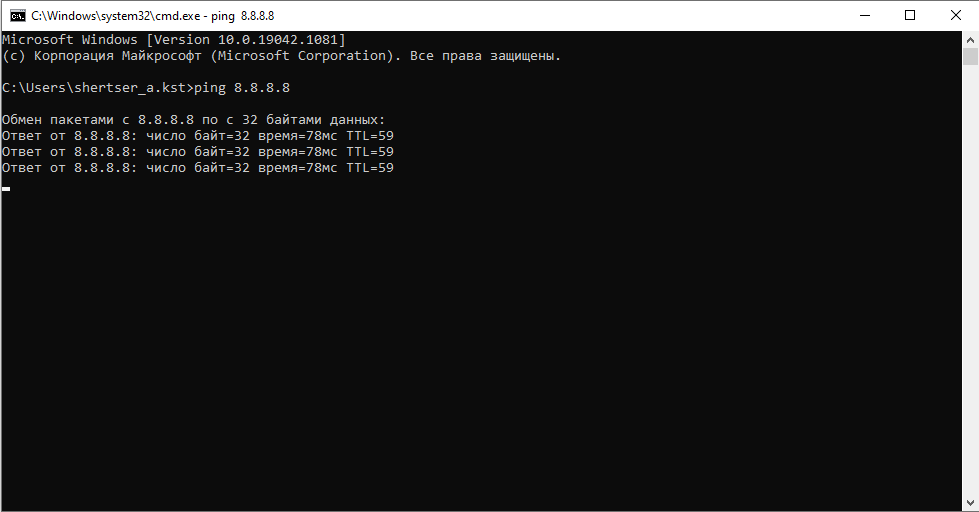 C:\Windows\system32\cmd.exe - ping  8.8.8.8
Microsoft Windows [Version 10.0.19042.1081]
(c) Корпорация Майкрософт (Microsoft Corporation). Все права защищены.
C:\Users\shertser_a.kst>ping 8.8.8.8
Обмен пакетами с 8.8.8.8 по с 32 байтами данных:
Ответ от 8.8.8.8: число байт=32 время=78мс TTL=59
Ответ от 8.8.8.8: число байт=32 время=78мс TTL=59
Ответ от 8.8.8.8: число байт=32 время=78мс TTL=59